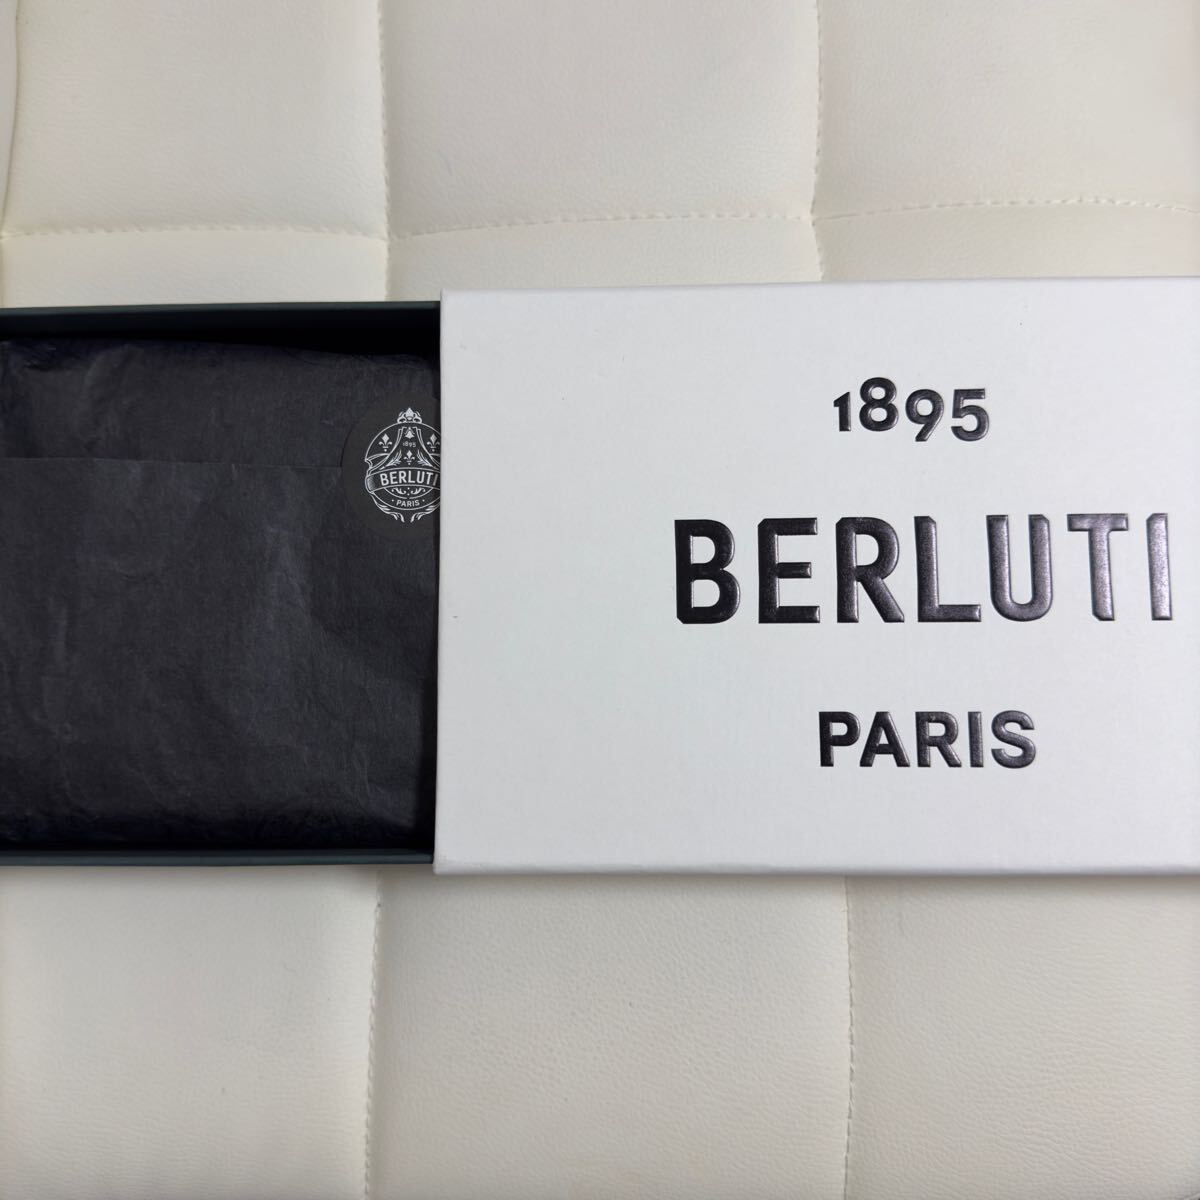 1895
BERLUTI
PARIS
1895
BERLUTI
· PARIS ·